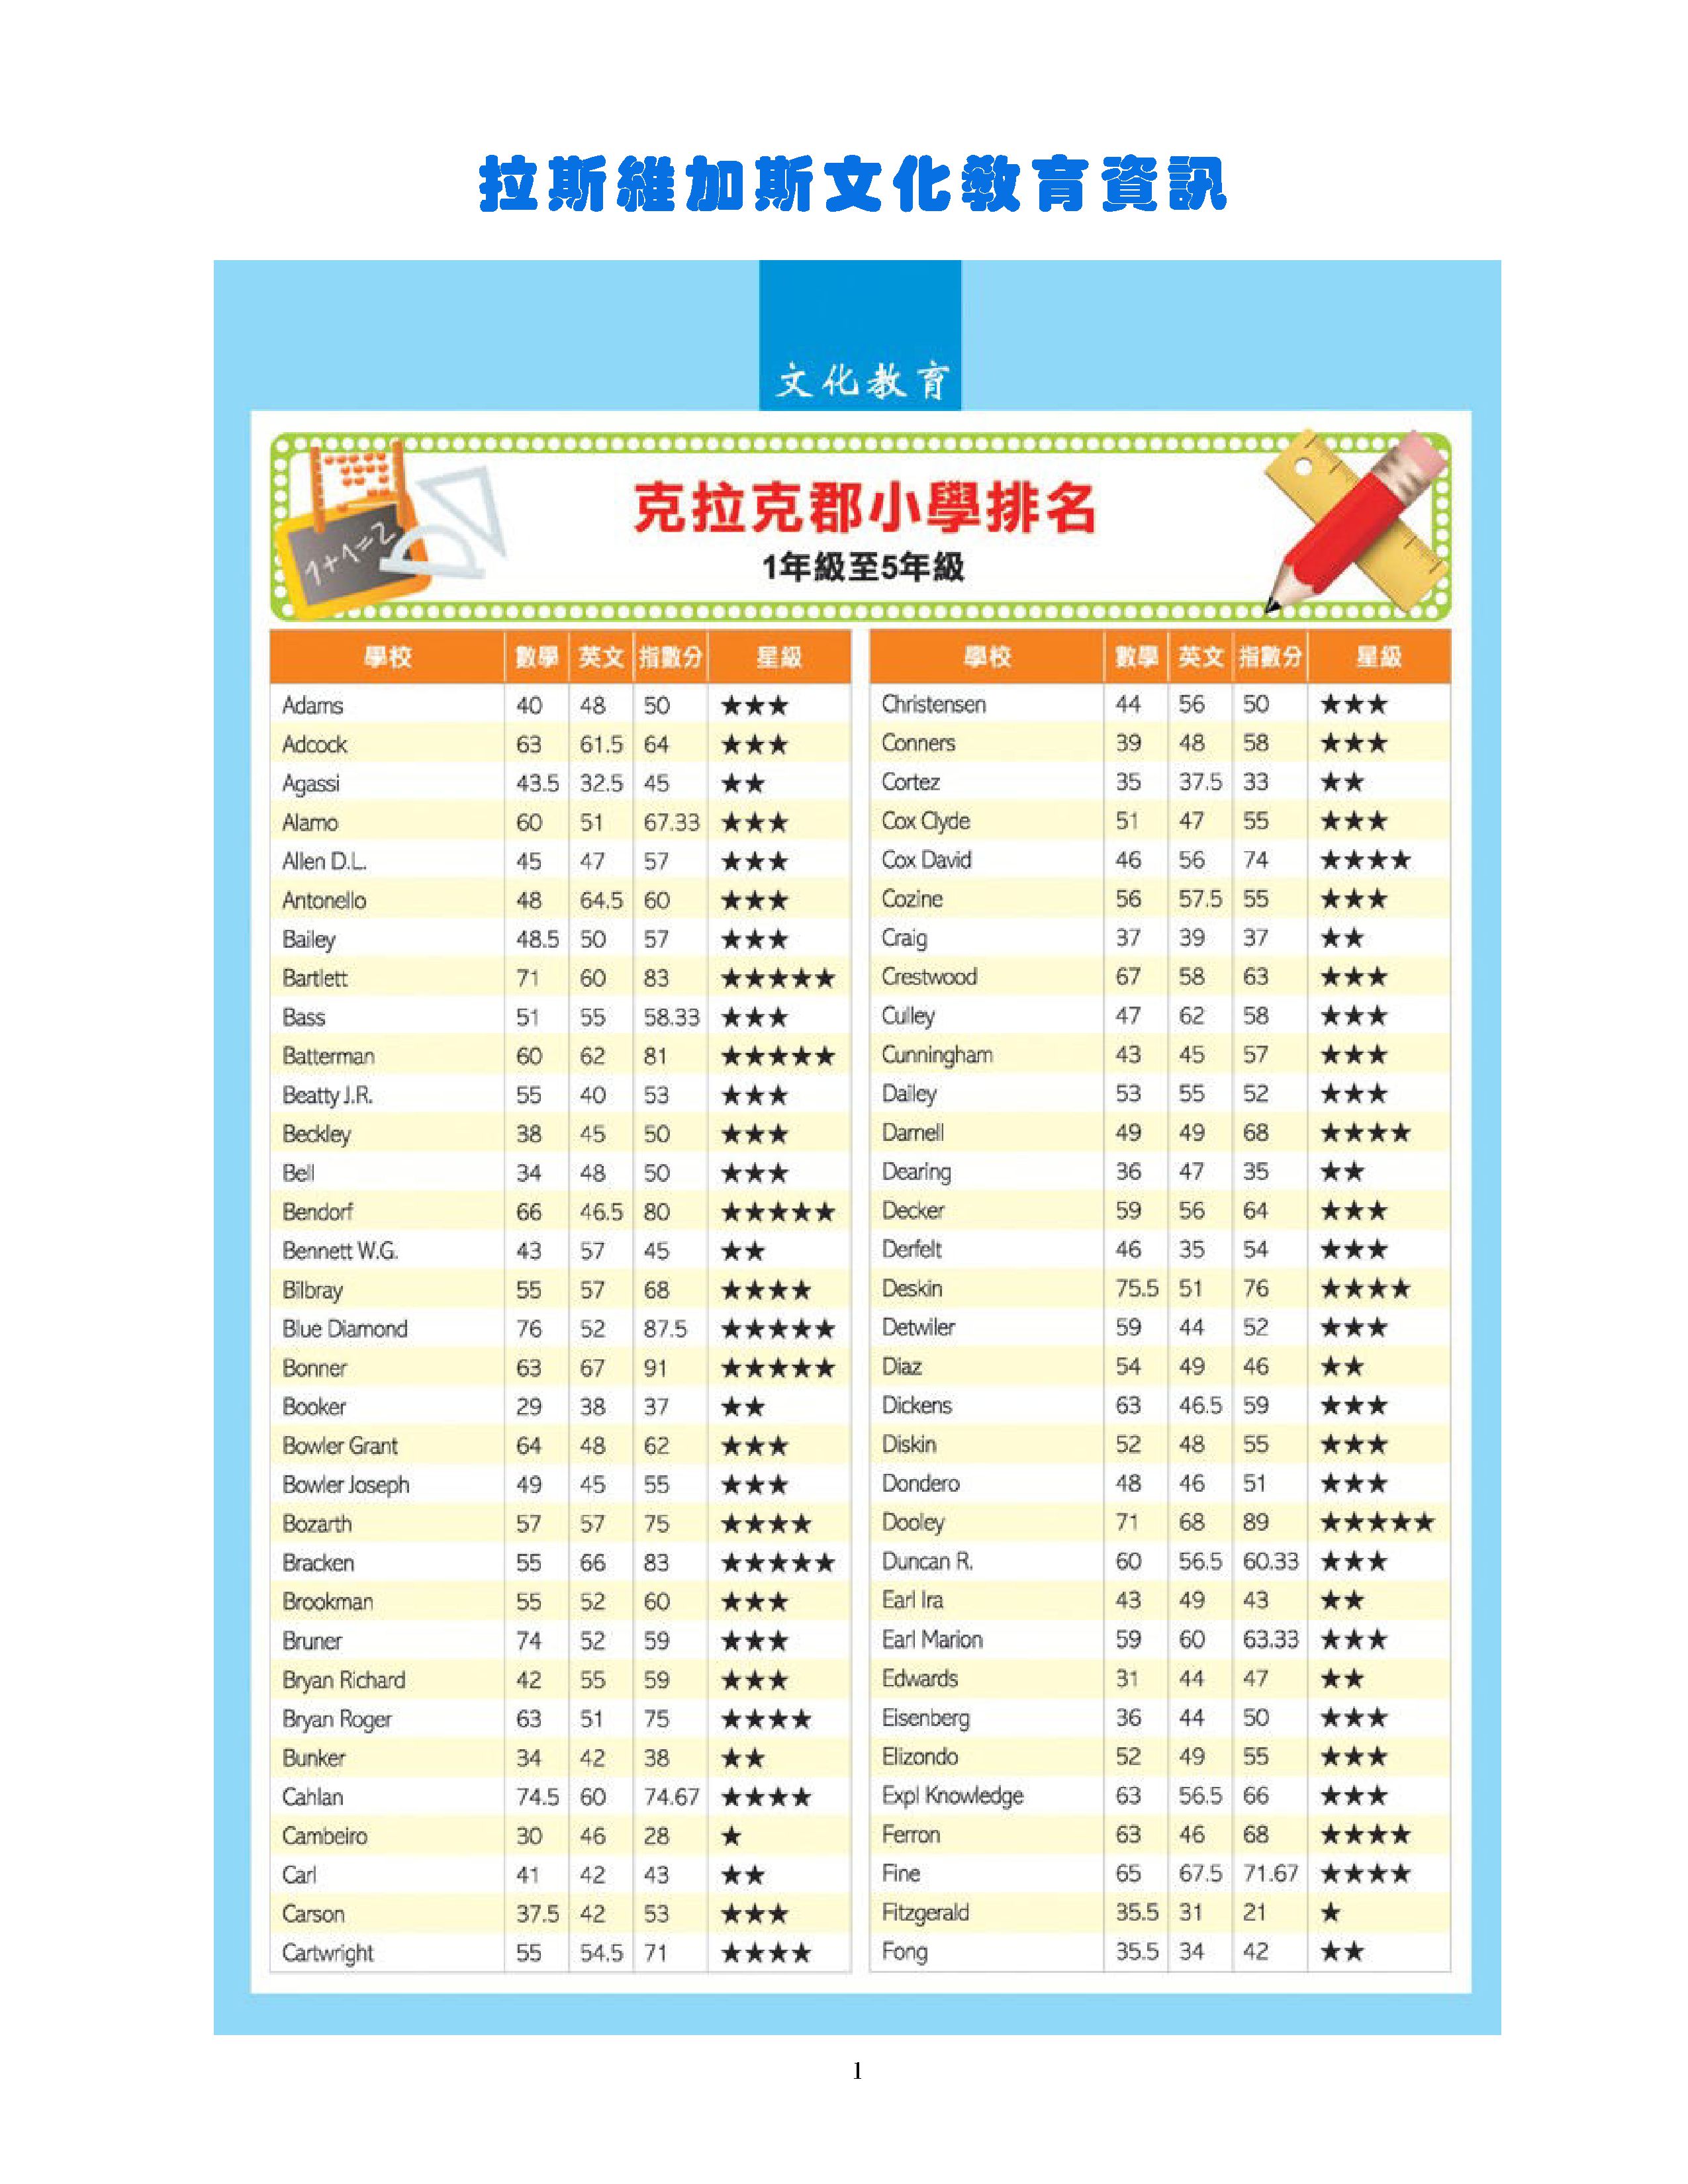 拉斯維加斯文化教育資訊
文化教育
1+1=2
克拉克郡小學排名
1年級至5年級
學校 數學 英文 指數分 星級
Adams 40 48 50 ★★★
Adcock 63 61.5 64 ★★★
Agassi 43.5 32.5 45 ★★
Alamo 60 51 67.33 ★★★
Allen D.L. 45 47 57 ★★★
Antonello 48 64.5 60 ★★★
Bailey 48.5 50 57 ★★★
Bartlett 71 60 83 ★★★★★
Bass 51 55 58.33 ★★★
Batterman 60 62 81 ★★★★★
Beatty J.R. 55 40 53 ★★★
Beckley 38 45 50 ★★★
Bell 34 48 50 ★★★
Bendorf 66 46.5 80 ★★★★★
Bennett W.G. 43 57 45 ★★
Bilbray 55 57 68 ★★★★
Blue Diamond 76 52 87.5 ★★★★★
Bonner 63 67 91 ★★★★★
Booker 29 38 37 ★★
Bowler Grant 64 48 62 ★★★
Bowler Joseph 49 45 55 ★★★
Bozarth 57 57 75 ★★★★
Bracken 55 66 83 ★★★★★
Brookman 55 52 60 ★★★
Bruner 74 52 59 ★★★
Bryan Richard 42 55 59 ★★★
Bryan Roger 63 51 75 ★★★★
Bunker 34 42 38 ★★
Cahlan 74.5 60 74.67 ★★★★
Cambeiro 30 46 28 ★
Carl 41 42 43 ★★
Carson 37.5 42 53 ★★★
Cartwright 55 54.5 71 ★★★★
學校 數學 英文 指數分 星級
Christensen 44 56 50 ★★★
Conners 39 48 58 ★★★
Cortez 35 37.5 33 ★★
Cox Clyde 51 47 55 ★★★
Cox David 46 56 74 ★★★★
Cozine 56 57.5 55 ★★★
Craig 37 39 37 ★★
Crestwood 67 58 63 ★★★
Culley 47 62 58 ★★★
Cunningham 43 45 57 ★★★
Dailey 53 55 52 ★★★
Darnell 49 49 68 ★★★★
Dearing 36 47 35 ★★
Decker 59 56 64 ★★★
Derfelt 46 35 54 ★★★
Deskin 75.5 51 76 ★★★★
Detwiler 59 44 52 ★★★
Diaz 54 49 46 ★★
Dickens 63 46.5 59 ★★★
Diskin 52 48 55 ★★★
Dondero 48 46 51 ★★★
Dooley 71 68 89 ★★★★★
Duncan R. 60 56.5 60.33 ★★★
Earl Ira 43 49 43 ★★
Earl Marion 59 60 63.33 ★★★
Edwards 31 44 47 ★★
Eisenberg 36 44 50 ★★★
Elizondo 52 49 55 ★★★
Expl Knowledge 63 56.5 66 ★★★
Ferron 63 46 68 ★★★★
Fine 65 67.5 71.67 ★★★★
Fitzgerald 35.5 31 21 ★
Fong 35.5 34 42 ★★
1